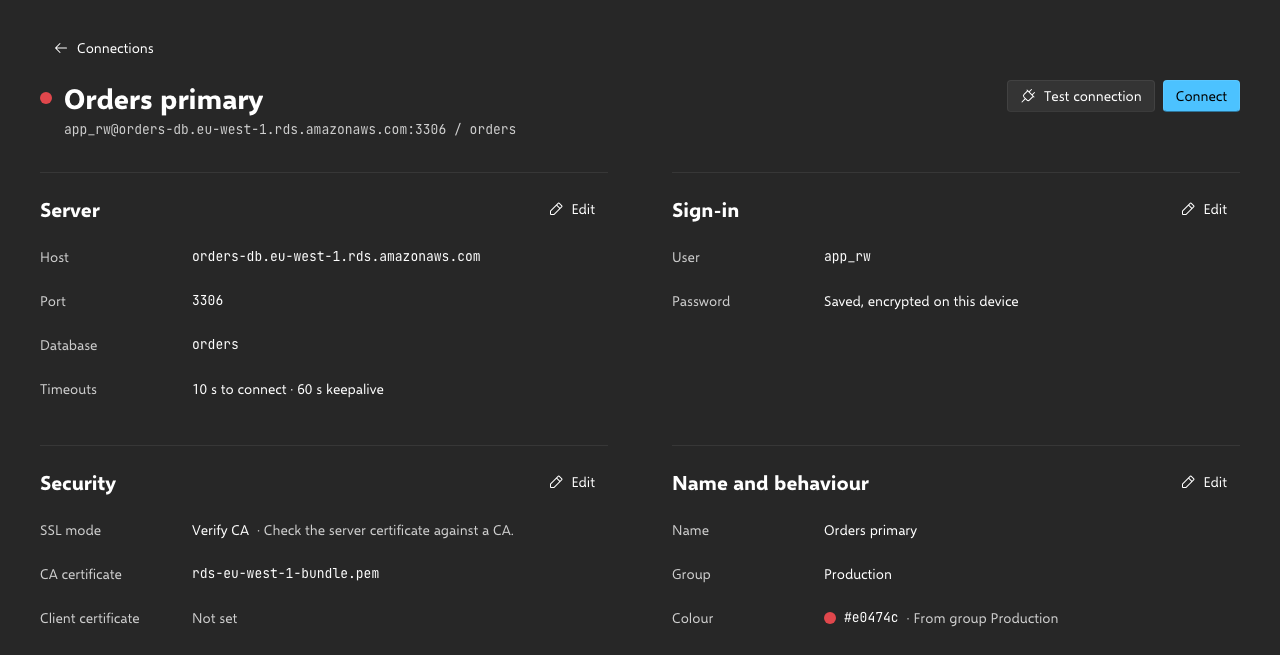 Connections
Orders primary
Test connection
Connect
app_rw@orders-db.eu-west-1.rds.amazonaws.com:3306 / orders
Server
Edit
Host
orders-db.eu-west-1.rds.amazonaws.com
Port
3306
Database
orders
Timeouts
10 s to connect · 60 s keepalive
Sign-in
Edit
User
app_rw
Password
Saved, encrypted on this device
Security
Edit
SSL mode
Verify CA · Check the server certificate against a CA.
CA certificate
rds-eu-west-1-bundle.pem
Client certificate
Not set
Name and behaviour
Edit
Name
Orders primary
Group
Production
Colour
#e0474c · From group Production